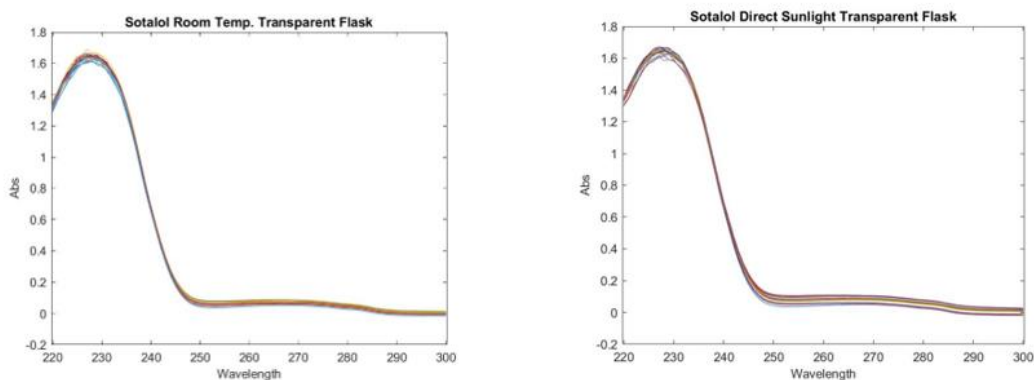 Sotalol Room Temp. Transparent Flask
1.8
1.6
1.4
1.2
1
0.8
0.6
0.4
0.2
0
-0.2
Abs
220 230 240 250 260 270 280 290 300
Wavelength
Sotalol Direct Sunlight Transparent Flask
1.8
1.6
1.4
1.2
1
0.8
0.6
0.4
0.2
0
-0.2
Abs
220 230 240 250 260 270 280 290 300
Wavelength